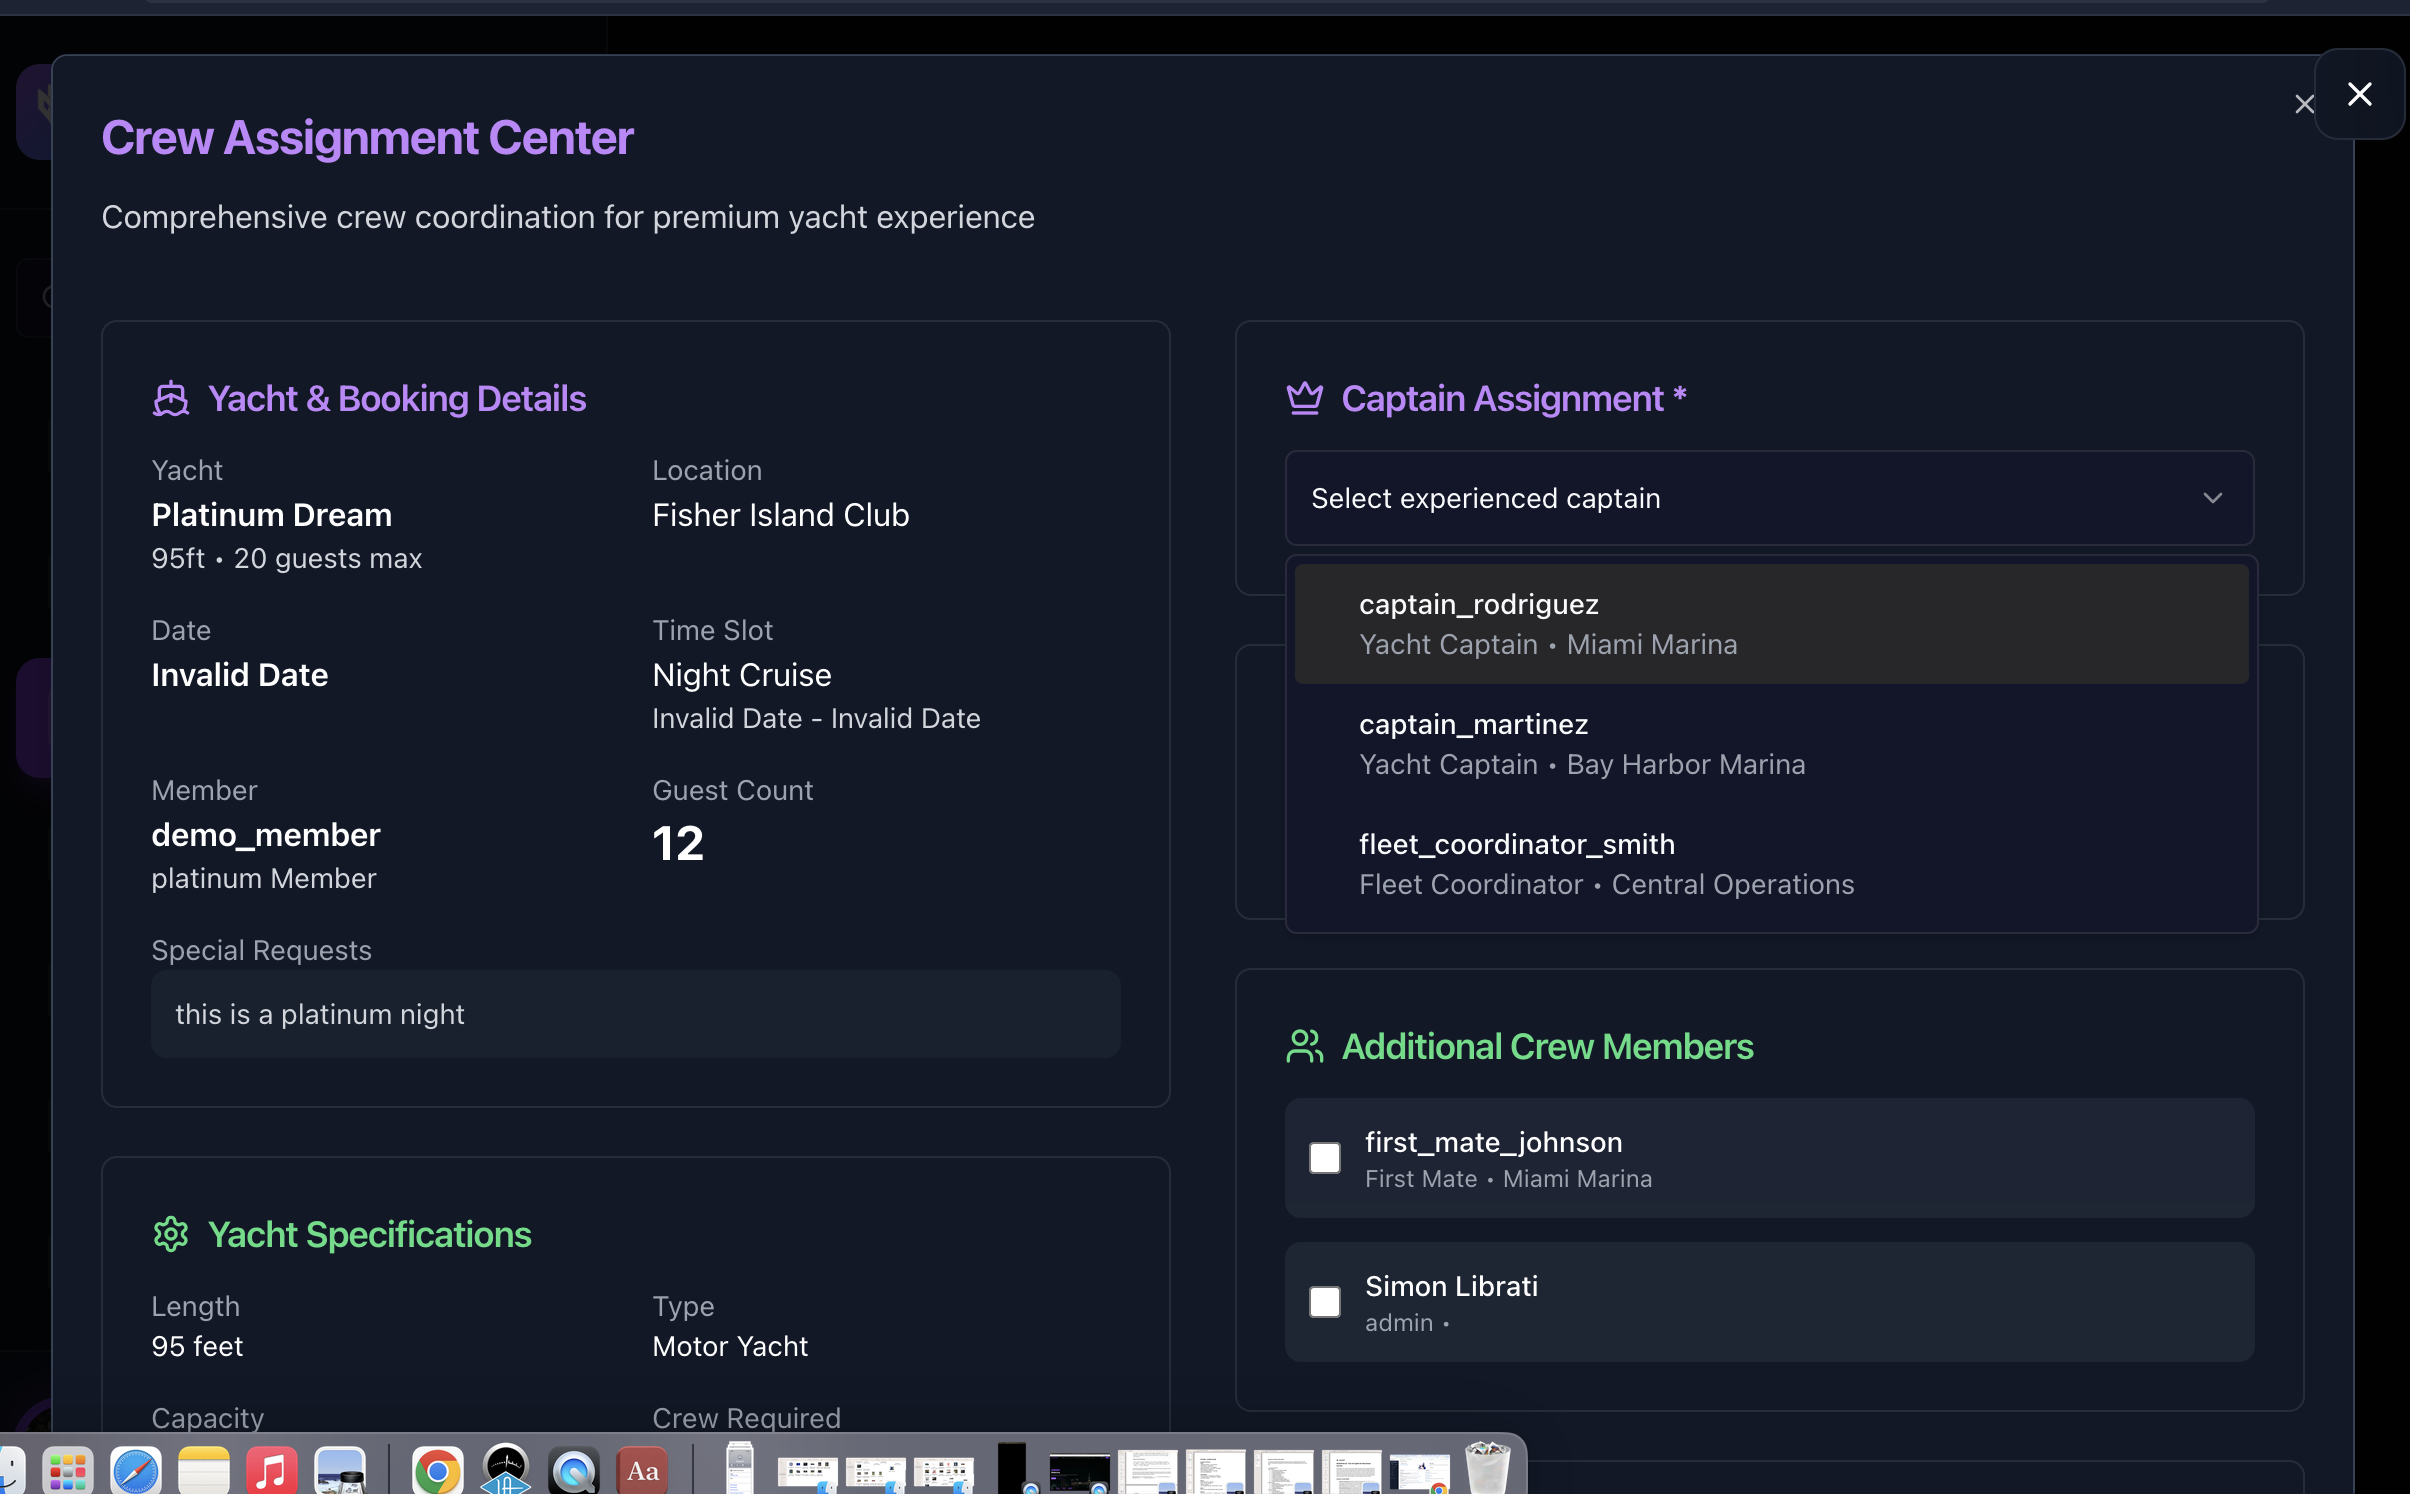 Crew Assignment Center
Comprehensive crew coordination for premium yacht experience
Yacht & Booking Details
Yacht
Platinum Dream
95ft • 20 guests max
Location
Fisher Island Club
Date
Invalid Date
Time Slot
Night Cruise
Invalid Date - Invalid Date
Member
demo_member
platinum Member
Guest Count
12
Special Requests
this is a platinum night
Yacht Specifications
Length
95 feet
Type
Motor Yacht
Capacity
Crew Required
Captain Assignment *
Select experienced captain
captain_rodriguez
Yacht Captain • Miami Marina
captain_martinez
Yacht Captain • Bay Harbor Marina
fleet_coordinator_smith
Fleet Coordinator • Central Operations
Additional Crew Members
first_mate_johnson
First Mate • Miami Marina
Simon Librati
admin •
Aa